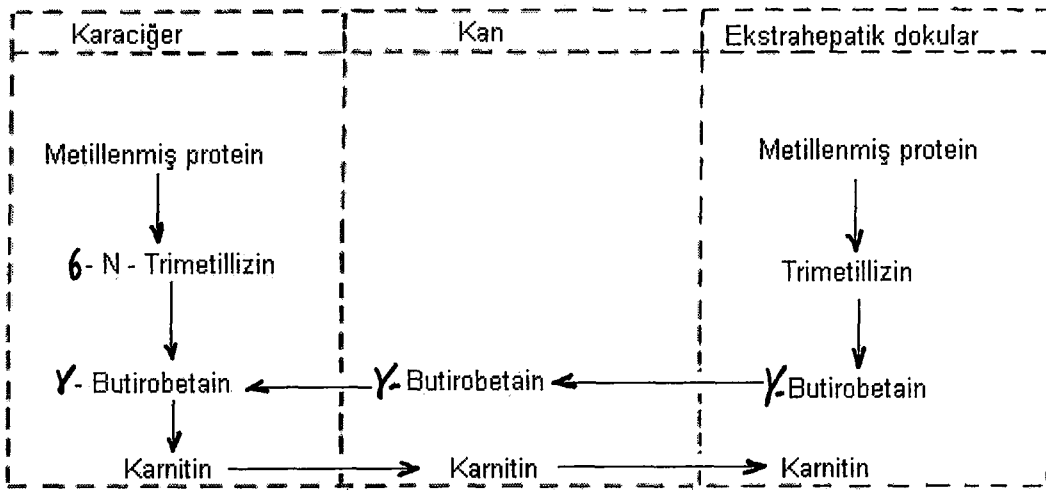 Karaciğer
Kan
Ekstrahepatik dokular
Metillenmiş protein
Metillenmiş protein
6- N - Trimetillizin
Trimetillizin
γ- Butirobetain
γ- Butirobetain
γ-Butirobetain
Karnitin
Karnitin
Karnitin